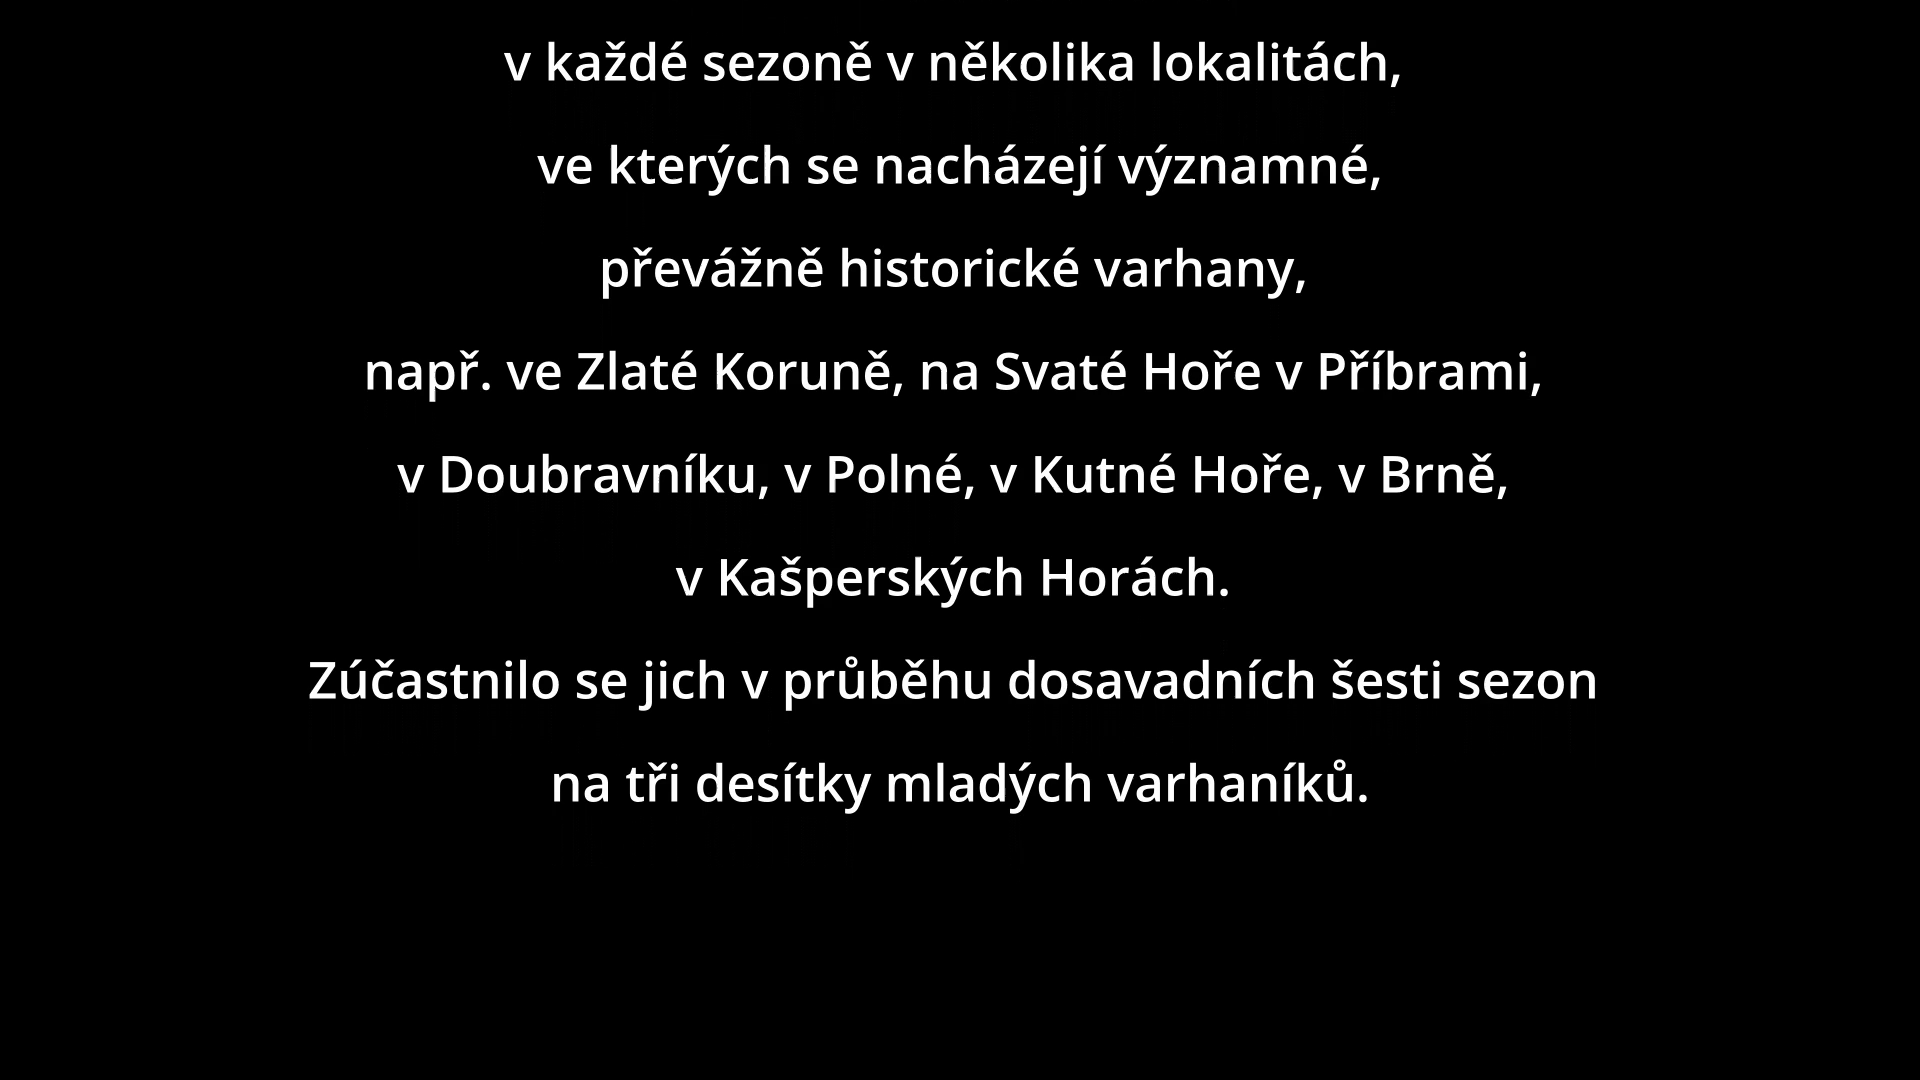 v každé sezoně v několika lokalitách,
ve kterých se nacházejí významné,
převážně historické varhany,
např. ve Zlaté Koruně, na Svaté Hoře v Příbrami,
v Doubravníku, v Polné, v Kutné Hoře, v Brně,
v Kašperských Horách.
Zúčastnilo se jich v průběhu dosavadních šesti sezon
na tři desítky mladých varhaníků.